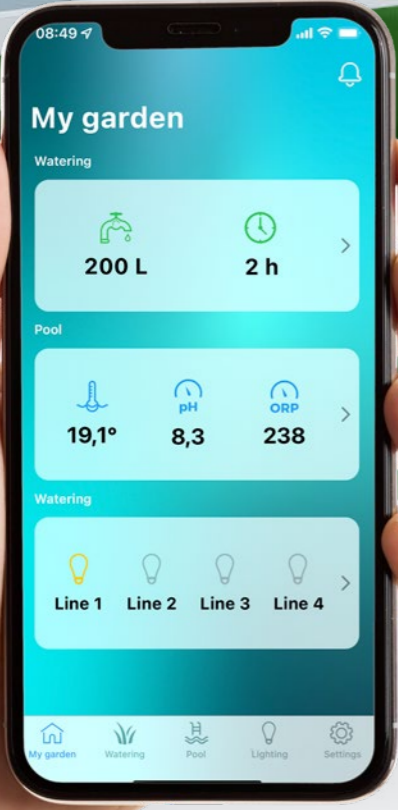 08:49
My garden
Watering
200 L
2 h
Pool
pH
ORP
19,1°
8,3
238
Watering
Line 1
Line 2
Line 3
Line 4
My garden
Watering
Pool
Lighting
Settings